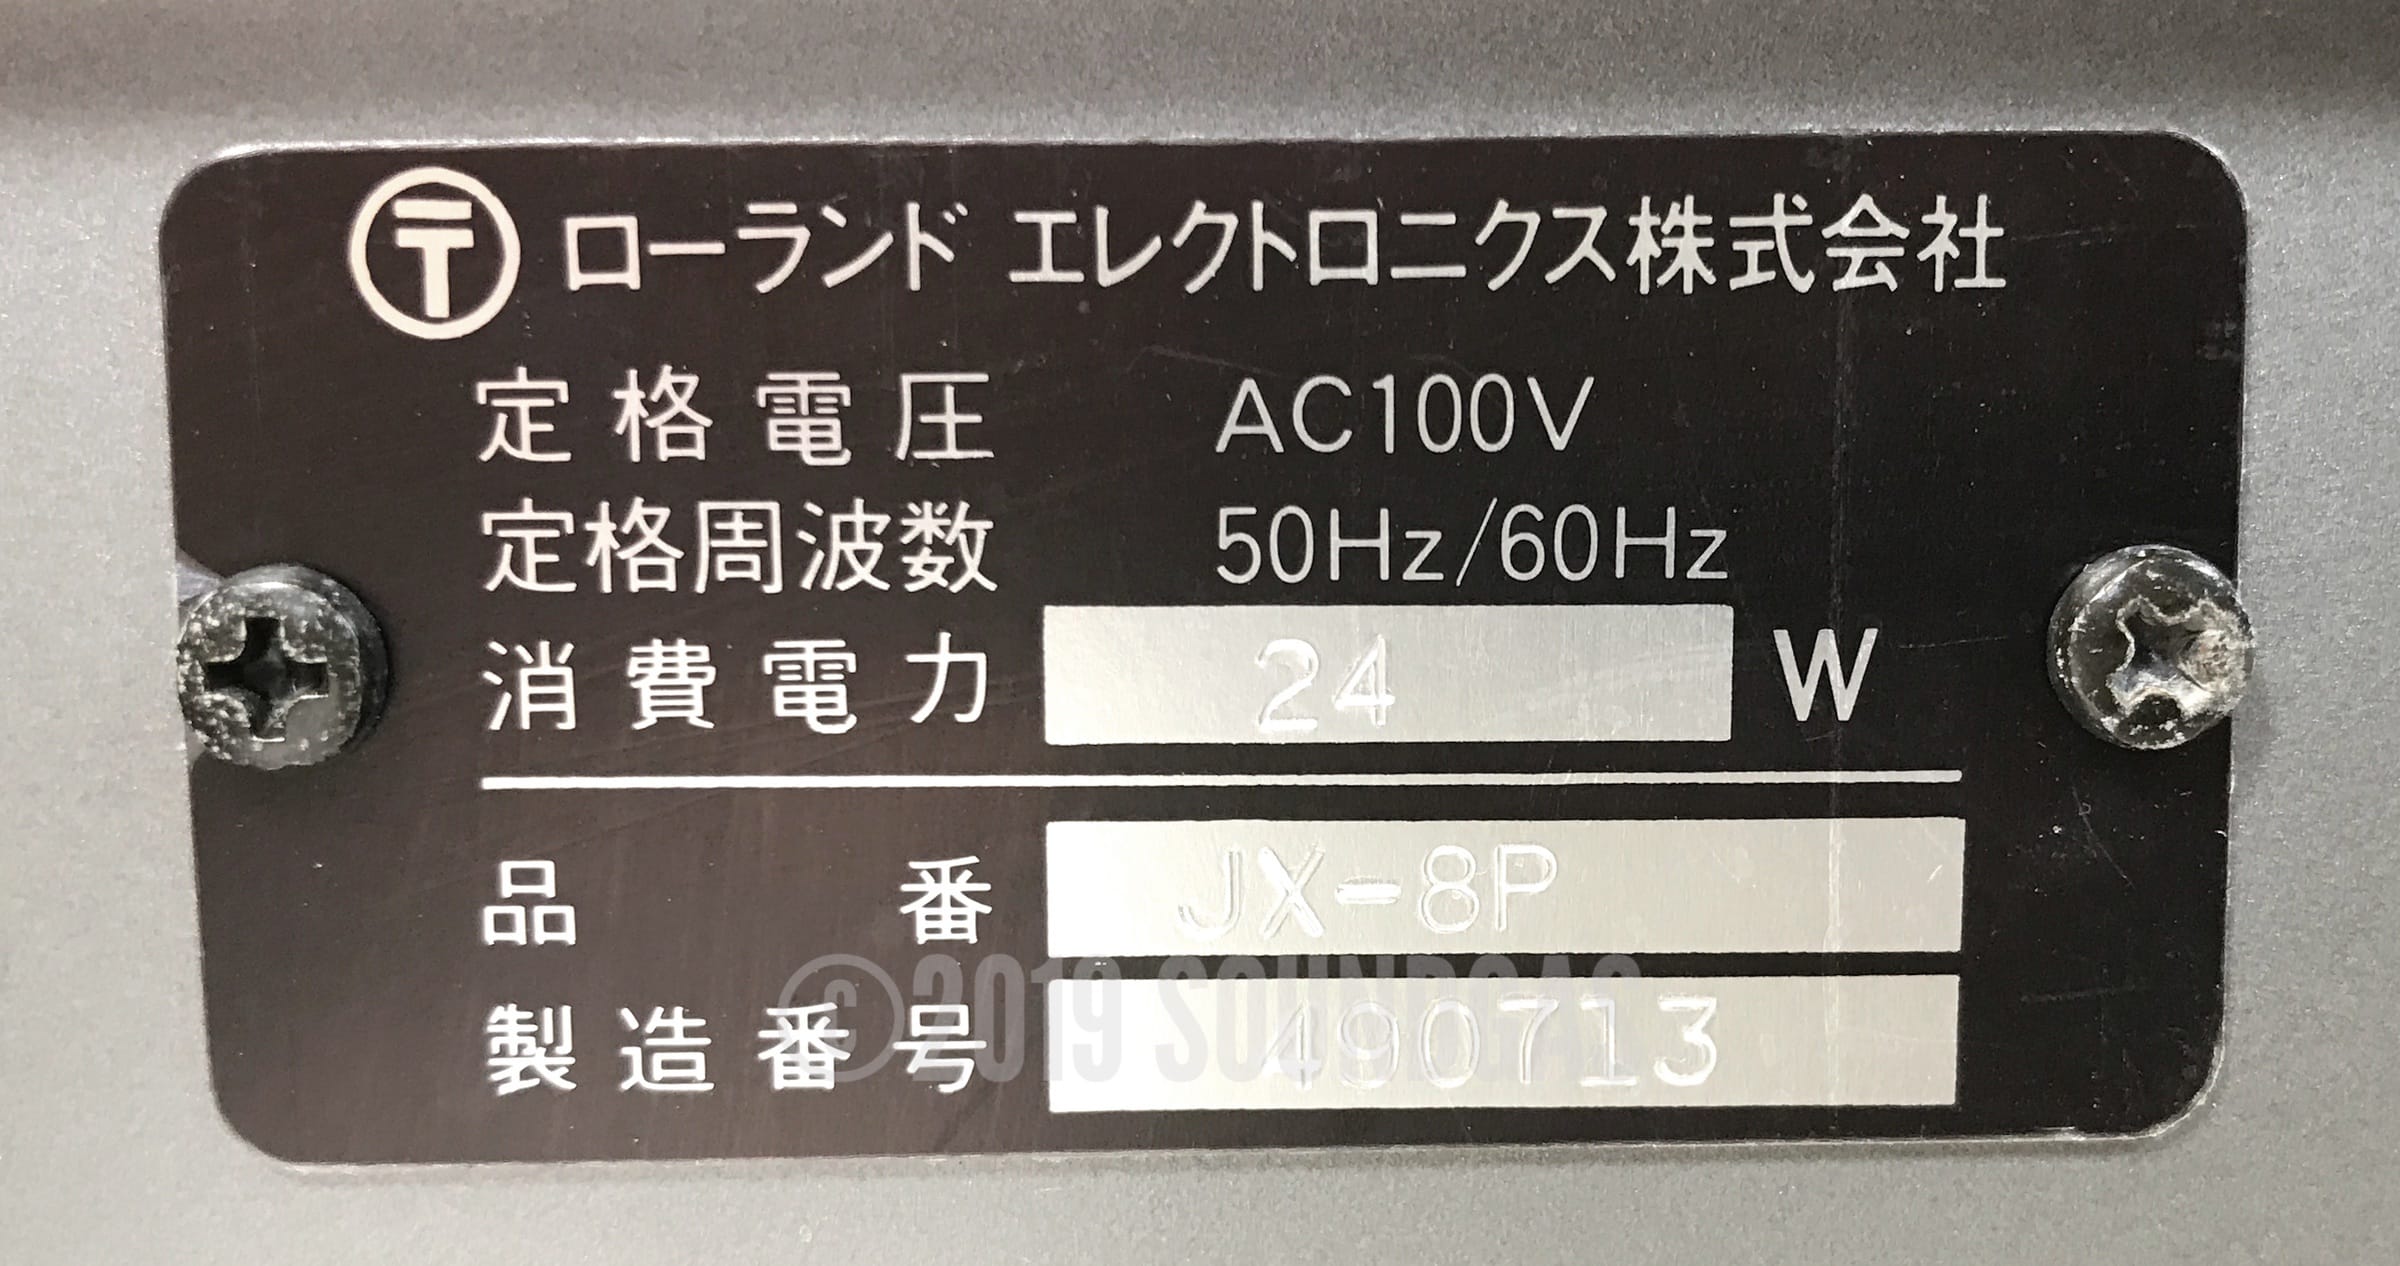 〒 ローランド エレクトロニクス株式会社
定格電圧 AC100V
定格周波数 50Hz/60Hz
消費電力 24 W
品番 JX-8P
製造番号 490713
©2019 SOUNDGAS